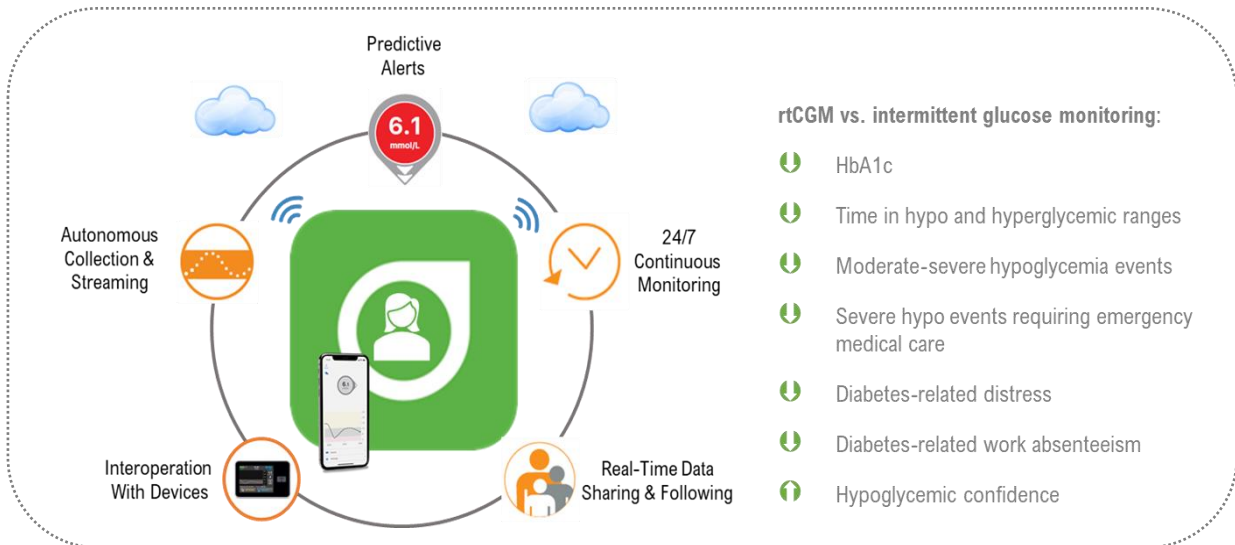 Predictive
Alerts
6.1
mmol/L
Autonomous
Collection &
Streaming
24/7
Continuous
Monitoring
6.1
Interoperation
With Devices
Real-Time Data
Sharing & Following
rtCGM vs. intermittent glucose monitoring:
HbA1c
Time in hypo and hyperglycemic ranges
Moderate-severe hypoglycemia events
Severe hypo events requiring emergency
medical care
Diabetes-related distress
Diabetes-related work absenteeism
Hypoglycemic confidence